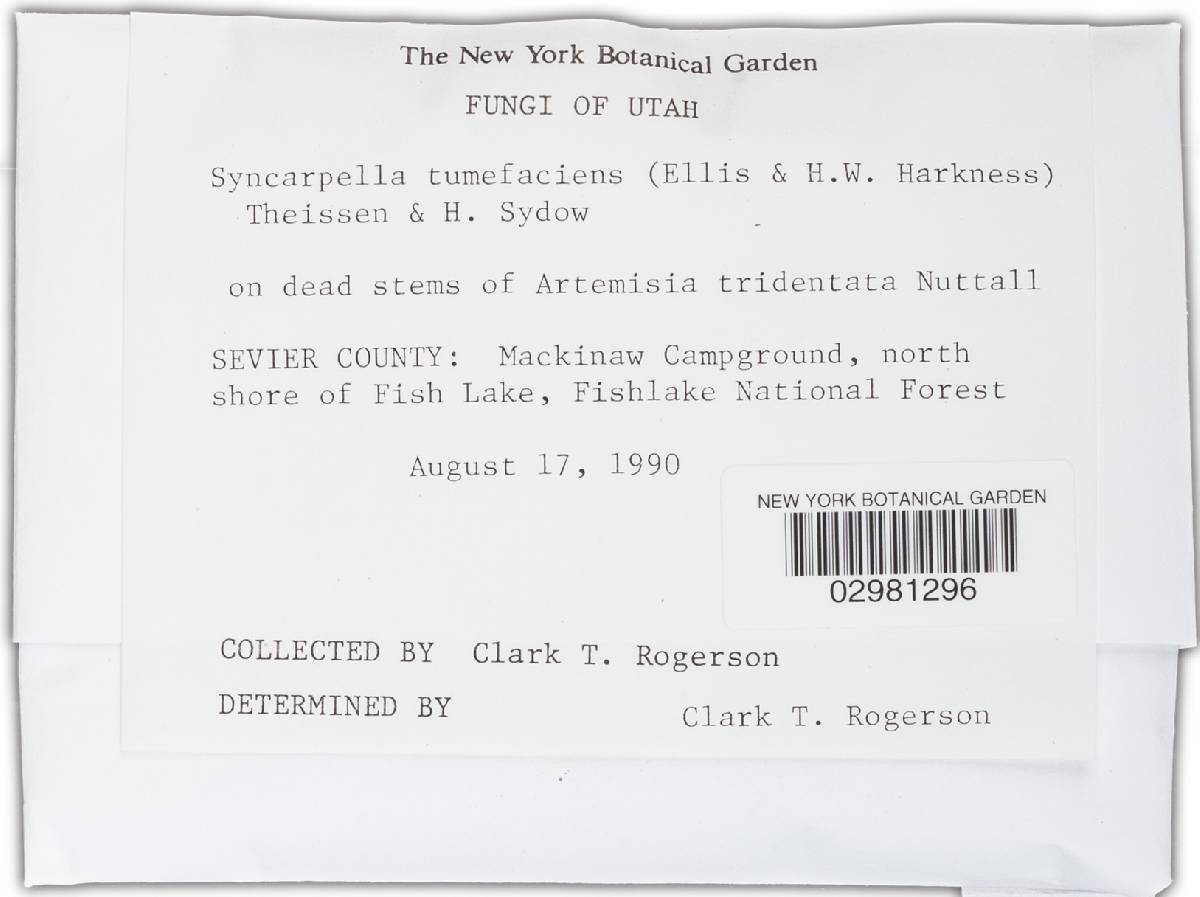 The New York Botanical Garden
FUNGI OF UTAH
Syncarpella tumefaciens (Ellis & H.W. Harkness)
Theissen & H. Sydow
on dead stems of Artemisia tridentata Nuttall
SEVIER COUNTY: Mackinaw Campground, north
shore of Fish Lake, Fishlake National Forest
August 17, 1990
NEW YORK BOTANICAL GARDEN
02981296
COLLECTED BY Clark T. Rogerson
DETERMINED BY Clark T. Rogerson